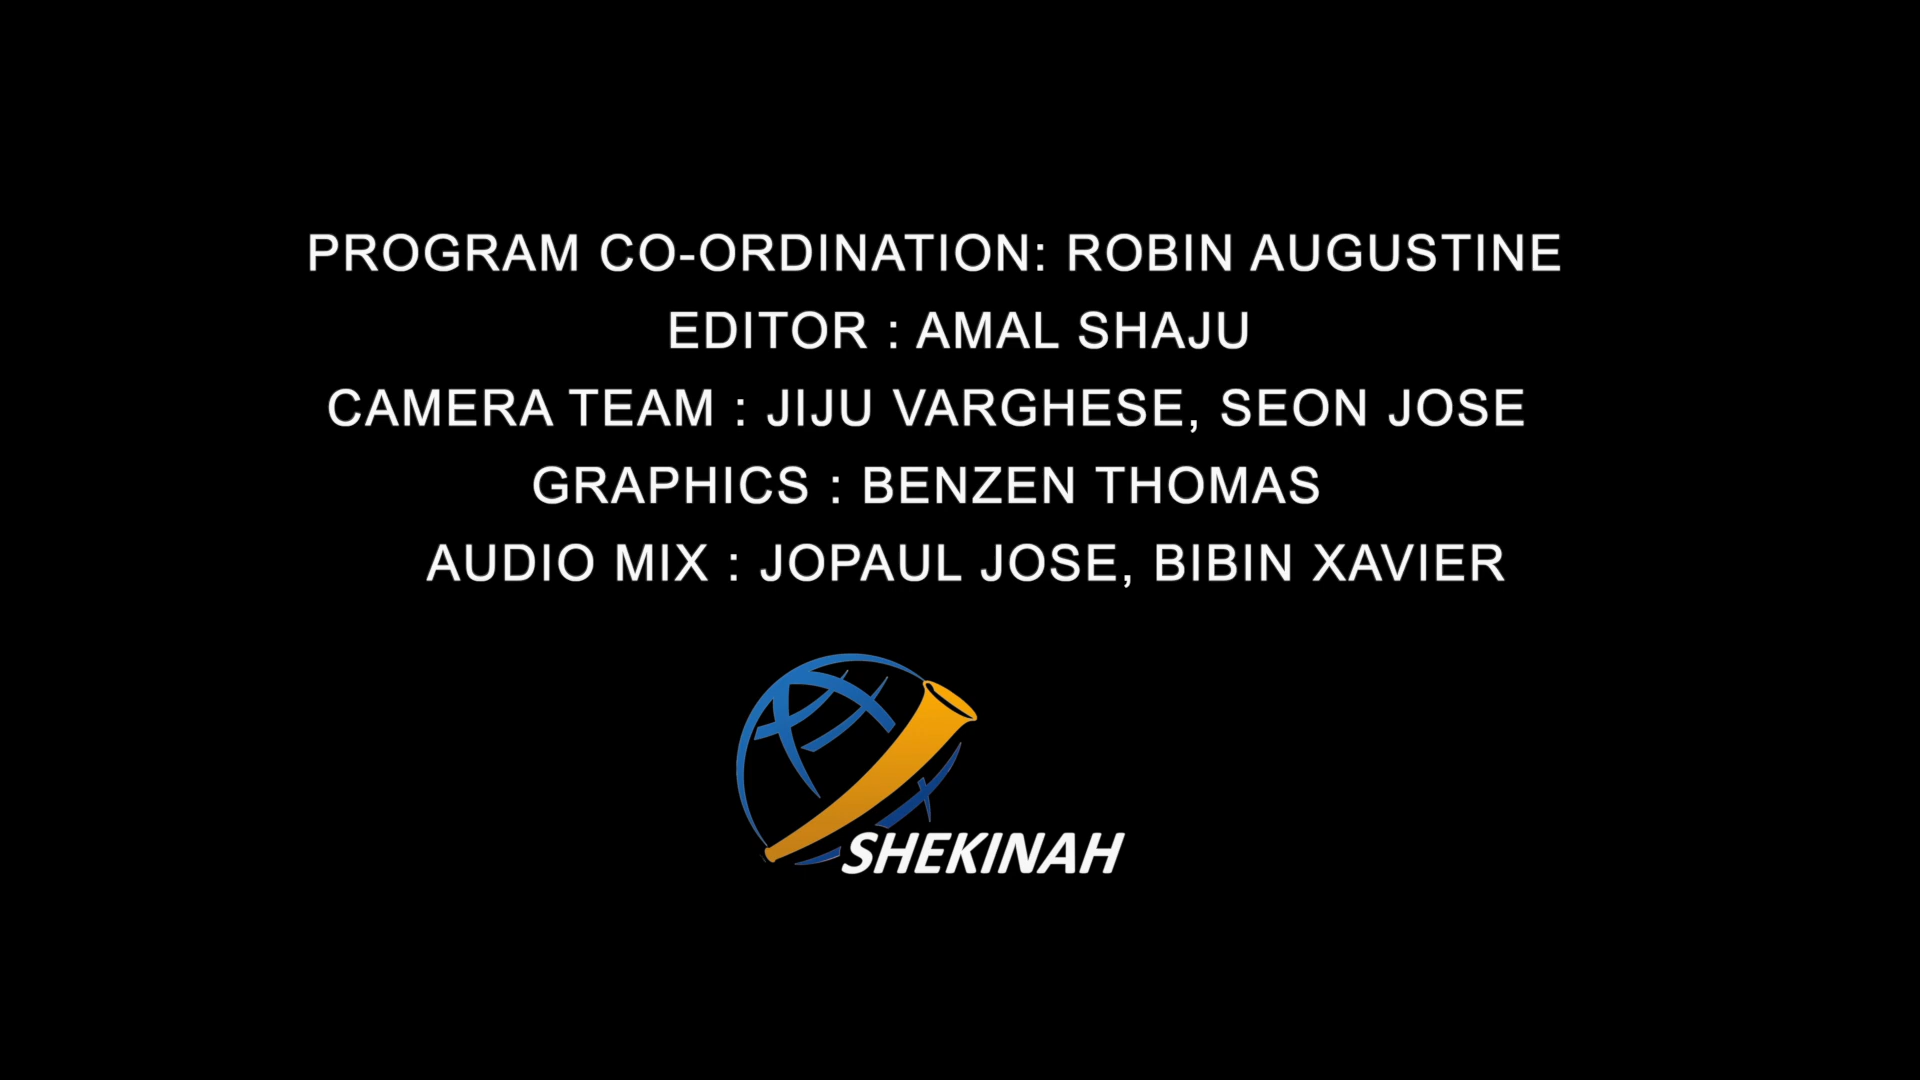 PROGRAM CO-ORDINATION: ROBIN AUGUSTINE
EDITOR : AMAL SHAJU
CAMERA TEAM : JIJU VARGHESE, SEON JOSE
GRAPHICS : BENZEN THOMAS
AUDIO MIX : JOPAUL JOSE, BIBIN XAVIER
SHEKINAH